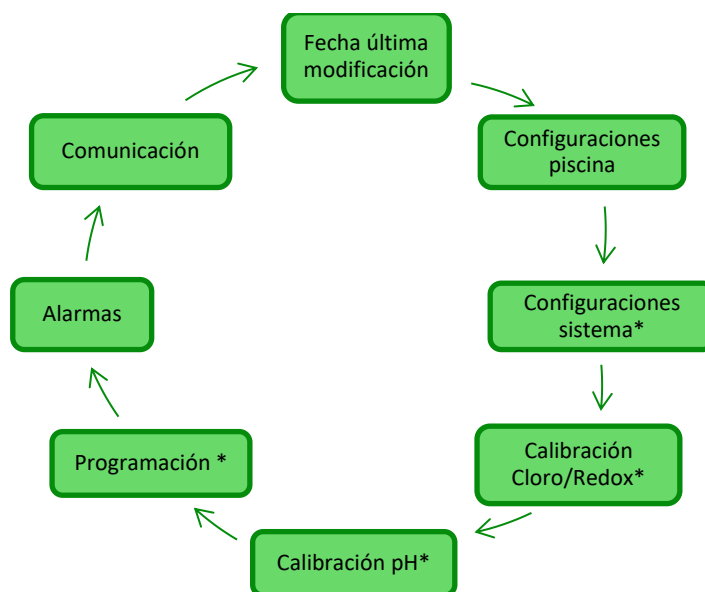 Fecha última
modificación
Configuraciones
piscina
Configuraciones
sistema*
Calibración
Cloro/Redox*
Calibración pH*
Programación *
Alarmas
Comunicación